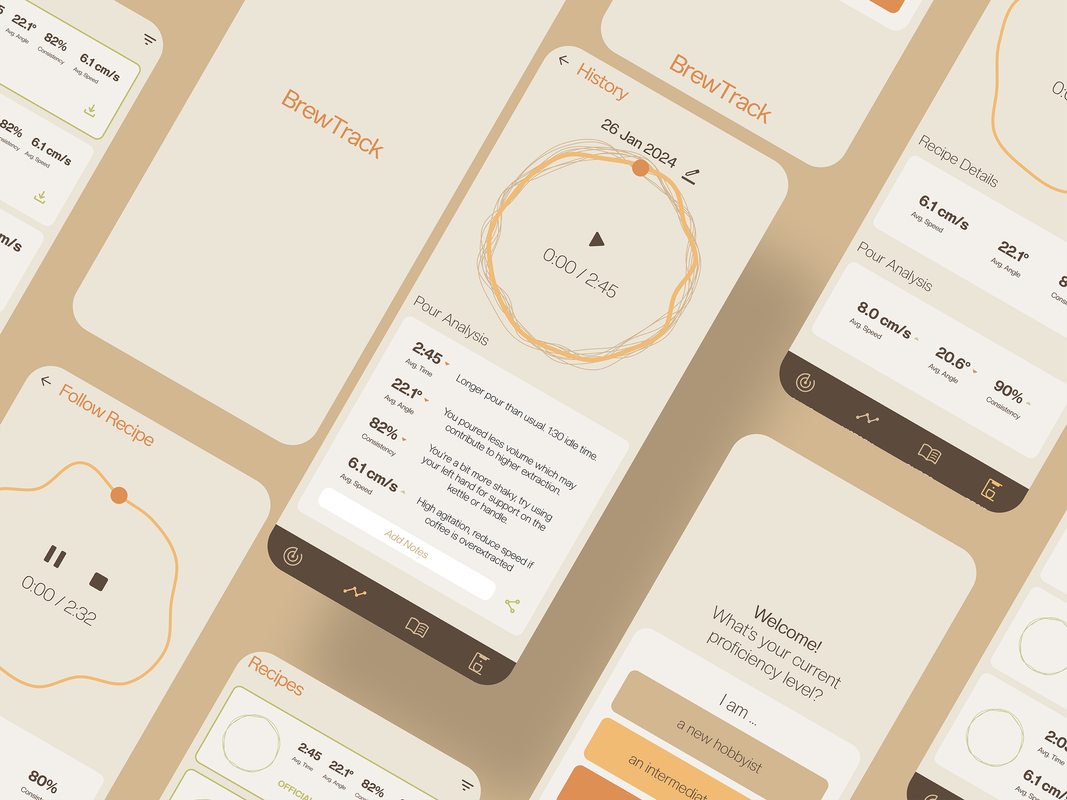 22.1°
82%
6.1 cm/s
Avg. Angle
Consistency
Avg. Speed
82%
6.1 cm/s
Avg. Speed
BrewTrack
← History
26 Jan 2024
0:00 / 2:45
Pour Analysis
2:45
Avg. Time
Longer pour than usual. 1:30 idle time.
22.1°
Avg. Angle
You poured less volume which may
contribute to higher extraction.
82%
Consistency
You're a bit more shaky, try using
your left hand for support on the
kettle or handle.
6.1 cm/s
Avg. Speed
High agitation, reduce speed if
coffee is overextracted
Add Notes
BrewTrack
Recipe Details
6.1 cm/s
Avg. Speed
22.1°
Avg. Angle
Pour Analysis
8.0 cm/s
Avg. Speed
20.6°
Avg. Angle
90%
Consistency
← Follow Recipe
0:00 / 2:32
80%
Recipes
2:45
Avg. Time
22.1°
Avg. Angle
82%
Welcome!
What's your current
proficiency level?
I am ...
a new hobbyist
an intermediat
Avg. Time
6.1 cm/s
Avg. Speed